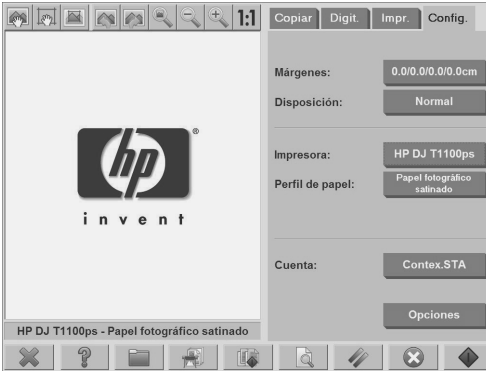 1:1
Copiar Digit. Impr. Config.
Márgenes: 0.0/0.0/0.0/0.0cm
Disposición: Normal
hp ®
invent
Impresora: HP DJ T1100ps
Perfil de papel: Papel fotográfico
satinado
Cuenta: Contex.STA
Opciones
HP DJ T1100ps - Papel fotográfico satinado
?